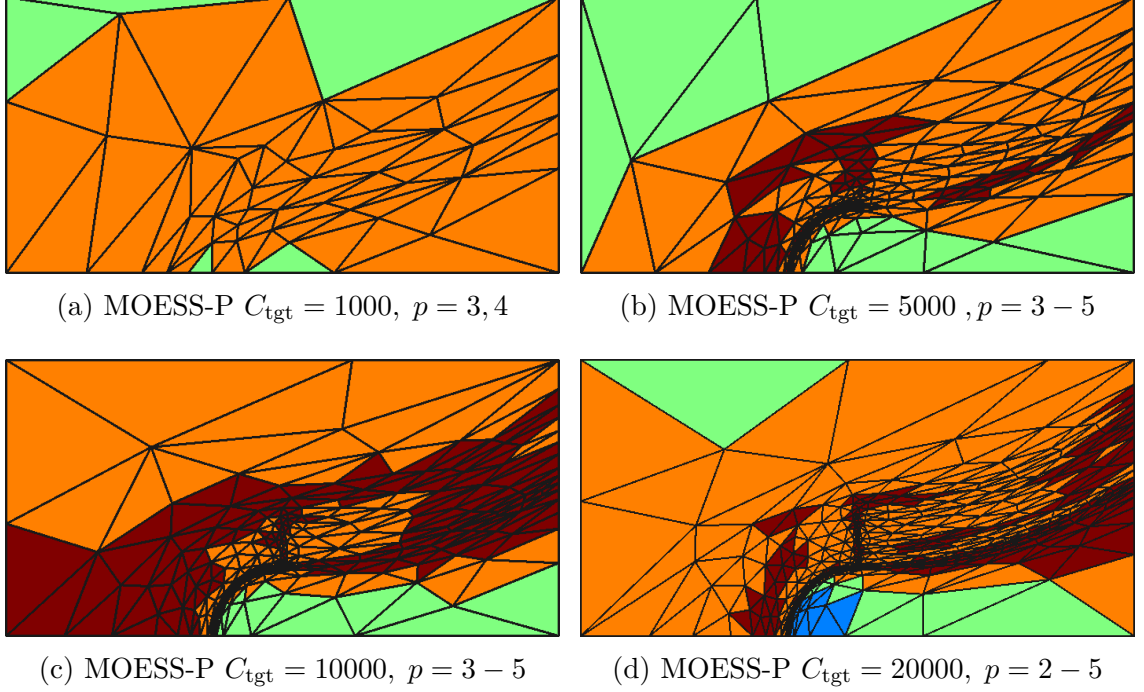 (a) MOESS-P C_tgt = 1000, p = 3, 4
(b) MOESS-P C_tgt = 5000 , p = 3 − 5
(c) MOESS-P C_tgt = 10000, p = 3 − 5
(d) MOESS-P C_tgt = 20000, p = 2 − 5